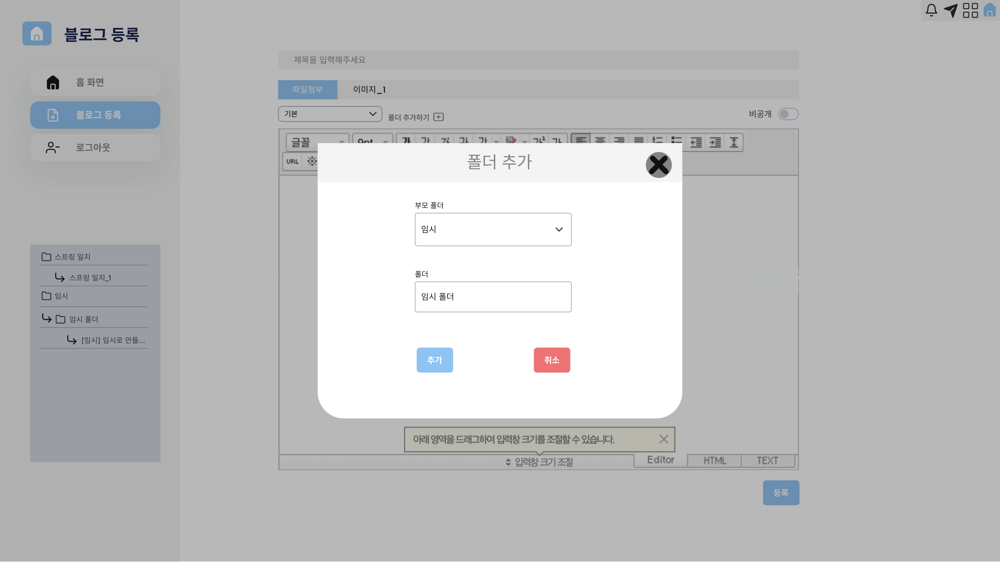 블로그 등록
홈 화면
블로그 등록
로그아웃
스프링 일지
스프링 일지_1
임시
임시 폴더
[임시] 임시로 만들...
제목을 입력해주세요
파일첨부
이미지_1
기본
폴더 추가하기
비공개
글꼴
9pt
URL
※
폴더 추가
부모 폴더
임시
폴더
임시 폴더
추가
취소
아래 영역을 드래그하여 입력창 크기를 조절할 수 있습니다.
입력창 크기 조절
Editor
HTML
TEXT
등록